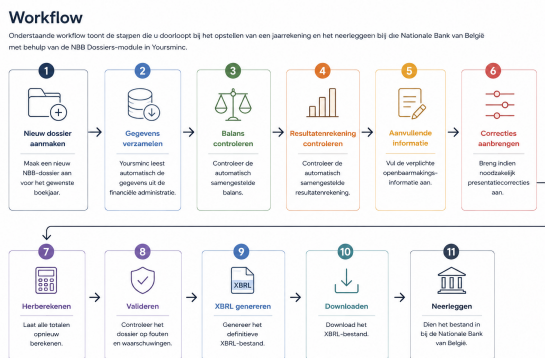 Workflow
Onderstaande workflow toont de stappen die u doorloopt bij het opstellen van een jaarrekening en het neerleggen bij die Nationale Bank van België
met behulp van de NBB Dossiers-module in Yoursminc.
1
Nieuw dossier
aanmaken
Maak een nieuw
NBB-dossier aan
voor het gewenste
boekjaar.
2
Gegevens
verzamelen
Yoursminc leest
automatisch de
gegevens uit de
financiële administratie.
3
Balans
controleren
Controleer de
automatisch
samengestelde
balans.
4
Resultatenrekening
controleren
Controleer de
automatisch
samengestelde
resultatenrekening.
5
Aanvullende
informatie
Vul de verplichte
openbaarmakings-
informatie aan.
6
Correcties
aanbrengen
Breng indien
noodzakelijk
presentatiecorrecties
aan.
7
Herberekenen
Laat alle totalen
opnieuw
berekenen.
8
Valideren
Controleer het
dossier op fouten
en waarschuwingen.
9
XBRL
XBRL genereren
Genereer het
definitieve
XBRL-bestand.
10
Downloaden
Download het
XBRL-bestand.
11
Neerleggen
Dien het bestand in
bij de Nationale Bank
van België.